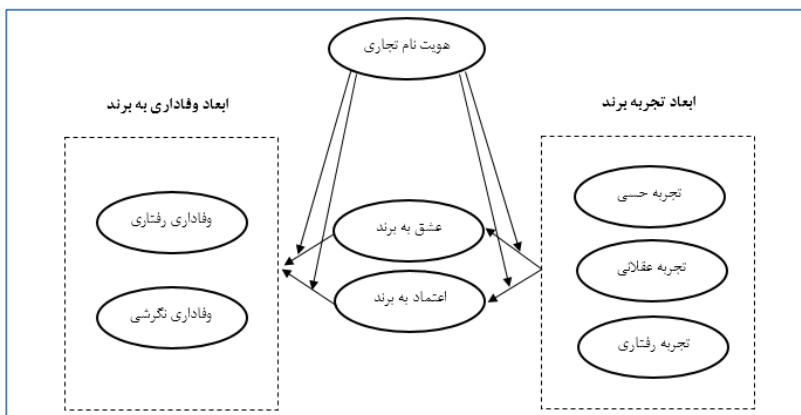 هویت نام تجاری
ابعاد تجربه برند
ابعاد وفاداری به برند
تجربه حسی
تجربه عقلانی
تجربه رفتاری
عشق به برند
اعتماد به برند
وفاداری رفتاری
وفاداری نگرشی